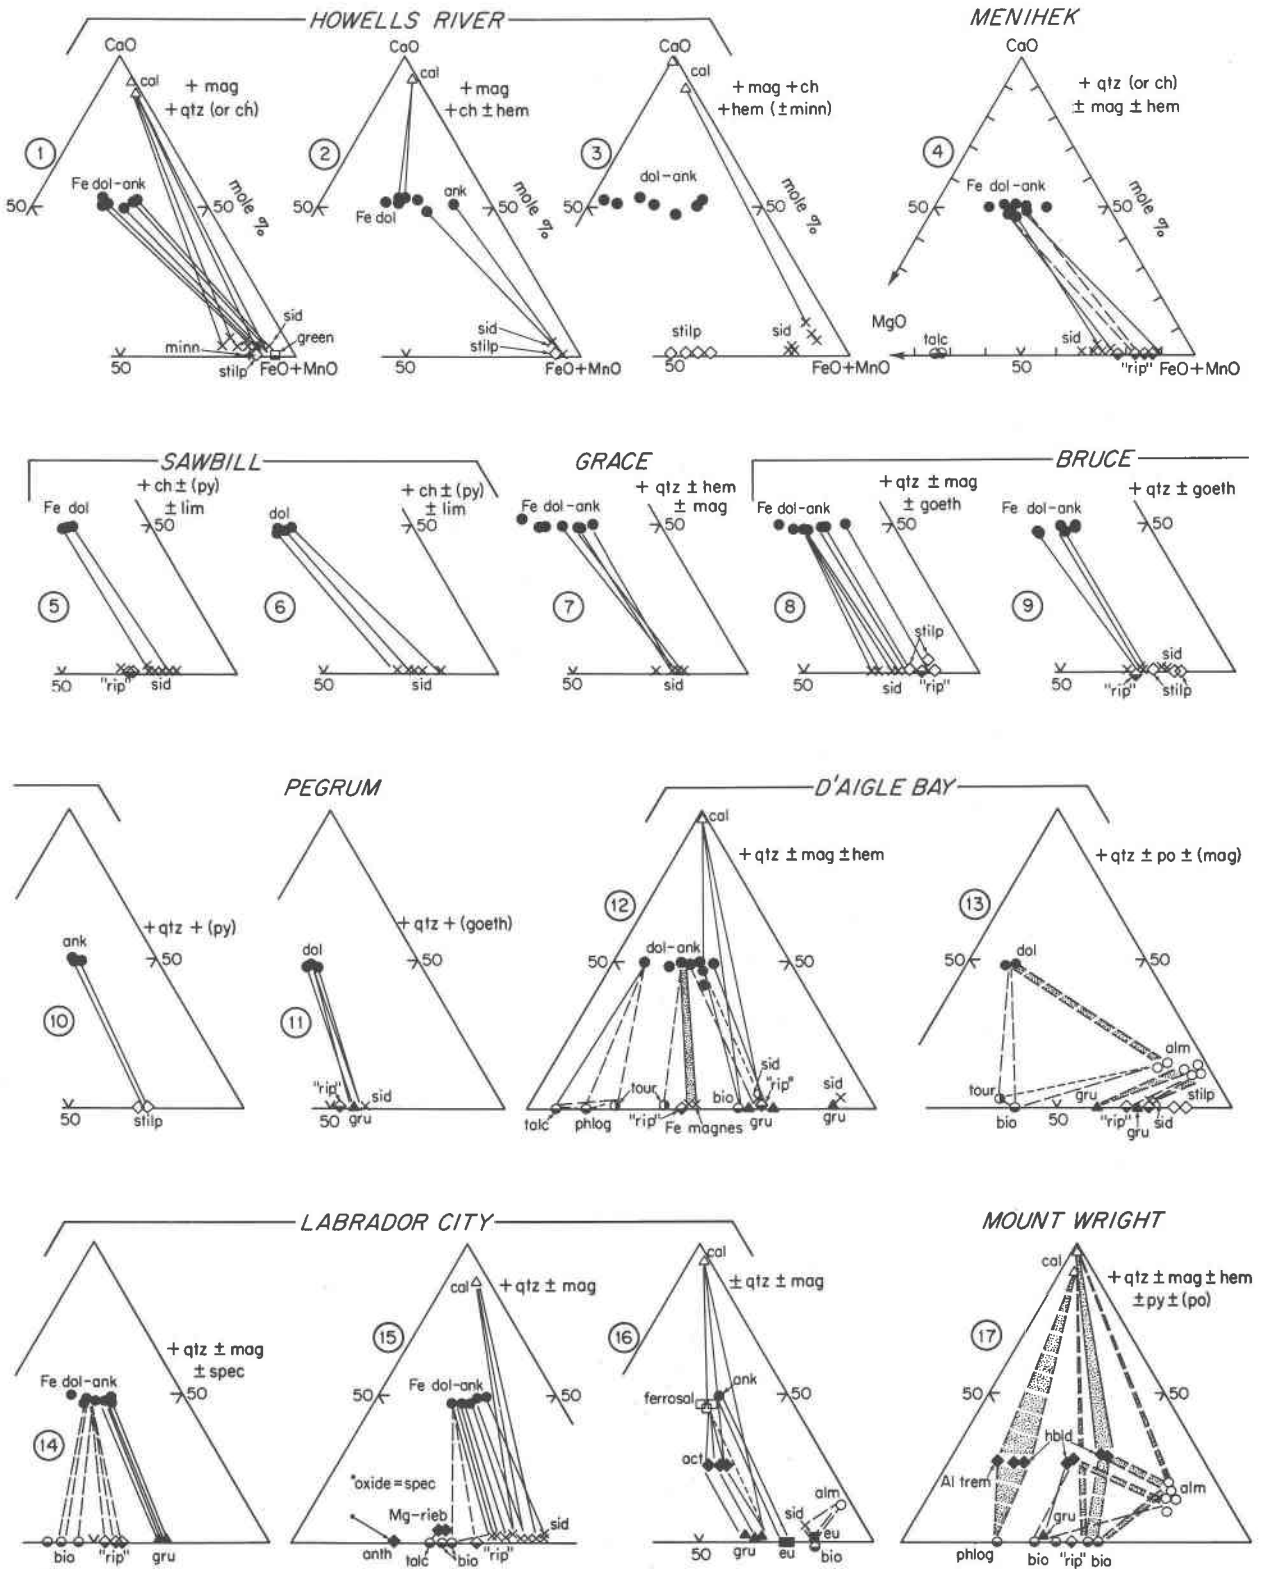 HOWELLS RIVER
MENIHEK
CaO
CaO
CaO
CaO
cal
+ mag
+ qtz (or ch)
cal
+ mag
+ ch ± hem
cal
+ mag + ch
+ hem (± minn)
+ qtz (or ch)
± mag ± hem
1
2
3
4
Fe dol-ank
50
50
mole %
50
Fe dol
ank
50
mole %
50
dol-ank
50
mole %
50
Fe dol-ank
50
mole %
minn
sid
green
stilp
50
FeO+MnO
sid
stilp
50
FeO+MnO
stilp
sid
50
FeO+MnO
MgO
talc
sid
50
"rip"
FeO+MnO
SAWBILL
GRACE
BRUCE
+ ch ± (py)
± lim
+ ch ± (py)
± lim
+ qtz ± hem
± mag
+ qtz ± mag
± goeth
+ qtz ± goeth
Fe dol
50
dol
50
Fe dol-ank
50
Fe dol-ank
50
Fe dol-ank
50
5
6
7
8
9
50
"rip"
sid
50
sid
50
sid
50
stilp
sid
"rip"
50
sid
"rip"
stilp
PEGRUM
D'AIGLE BAY
cal
+ qtz + (py)
+ qtz + (goeth)
+ qtz ± mag ± hem
+ qtz ± po ± (mag)
12
13
ank
50
dol
50
50
dol-ank
50
50
dol
50
10
11
50
stilp
"rip"
sid
50
gru
tour
talc
phlog
"rip"
Fe magnes
bio
gru
sid
"rip"
sid
gru
alm
tour
bio
50
gru
"rip"
gru
sid
stilp
LABRADOR CITY
MOUNT WRIGHT
cal
+ qtz ± mag
cal
± qtz ± mag
cal
+ qtz ± mag ± hem
± py ± (po)
+ qtz ± mag
± spec
15
16
17
Fe dol-ank
50
50
Fe dol-ank
50
ferrosal
ank
50
50
50
14
*oxide = spec
*
Mg-rieb
act
hbld
Al trem
alm
bio
"rip"
gru
anth
talc
bio
"rip"
sid
50
gru
eu
sid
alm
eu
bio
gru
phlog
bio
"rip"
bio